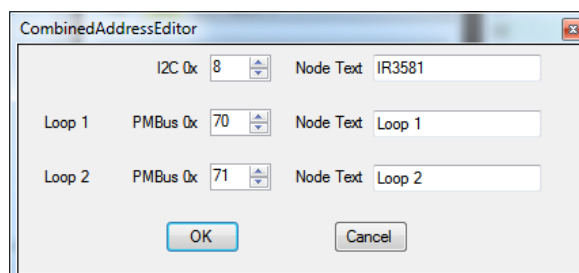 CombinedAddressEditor
I2C 0x 8 Node Text IR3581
Loop 1 PMBus 0x 70 Node Text Loop 1
Loop 2 PMBus 0x 71 Node Text Loop 2
OK Cancel